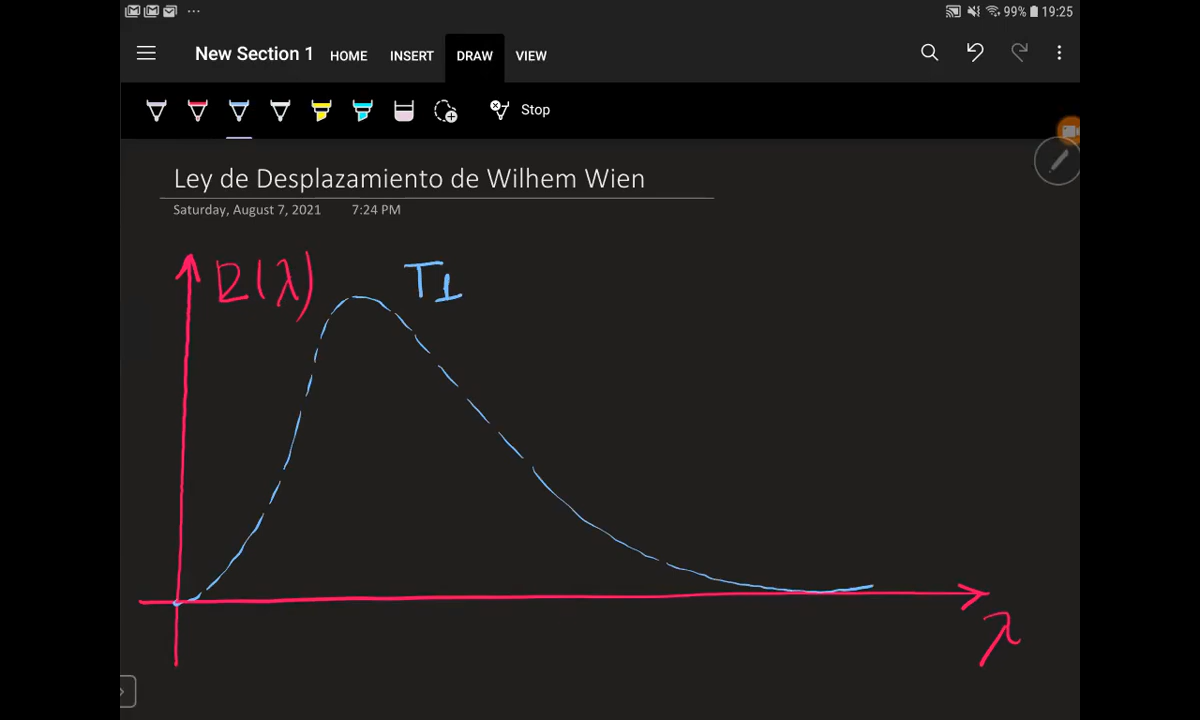 99% 19:25
New Section 1 HOME INSERT DRAW VIEW
Stop
Ley de Desplazamiento de Wilhem Wien
Saturday, August 7, 2021 7:24 PM
R(λ) T1
λ